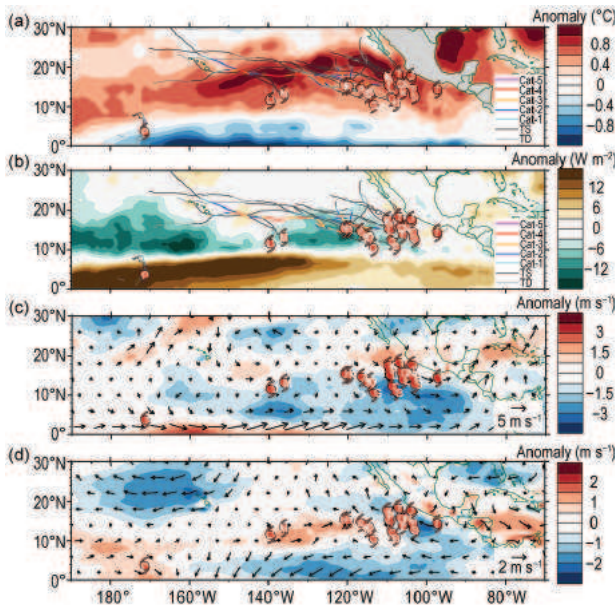 (a)
Anomaly (°C)
30°N
20°N
10°N
0°
0.8
0.4
0
−0.4
−0.8
Cat-5
Cat-4
Cat-3
Cat-2
Cat-1
TS
TD
(b)
Anomaly (W m⁻²)
30°N
20°N
10°N
0°
12
6
0
−6
−12
Cat-5
Cat-4
Cat-3
Cat-2
Cat-1
TS
TD
(c)
Anomaly (m s⁻¹)
30°N
20°N
10°N
0°
3
1.5
0
−1.5
−3
5 m s⁻¹
(d)
Anomaly (m s⁻¹)
30°N
20°N
10°N
0°
2
1
0
−1
−2
2 m s⁻¹
180° 160°W 140°W 120°W 100°W 80°W